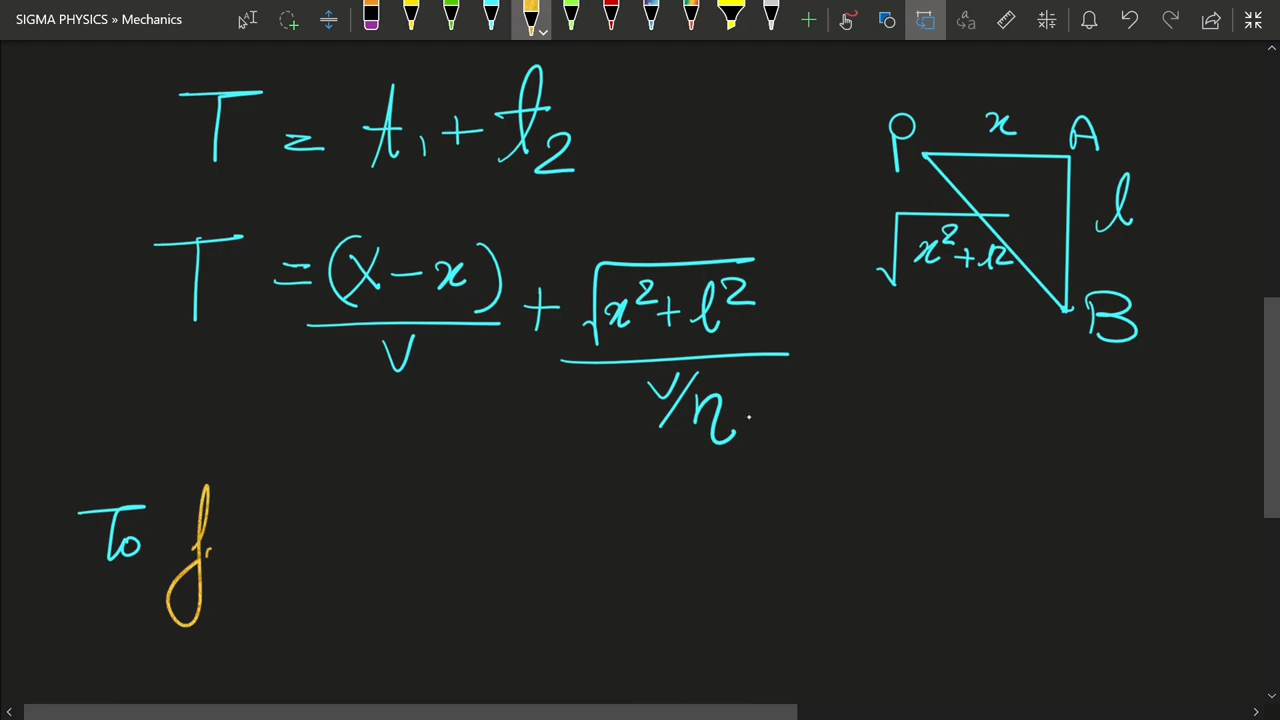 SIGMA PHYSICS » Mechanics
T = t1 + t2
P x A
l
T = (X - x)/V + √(x² + l²)/(V/η)
√(x² + l²)
B
To f